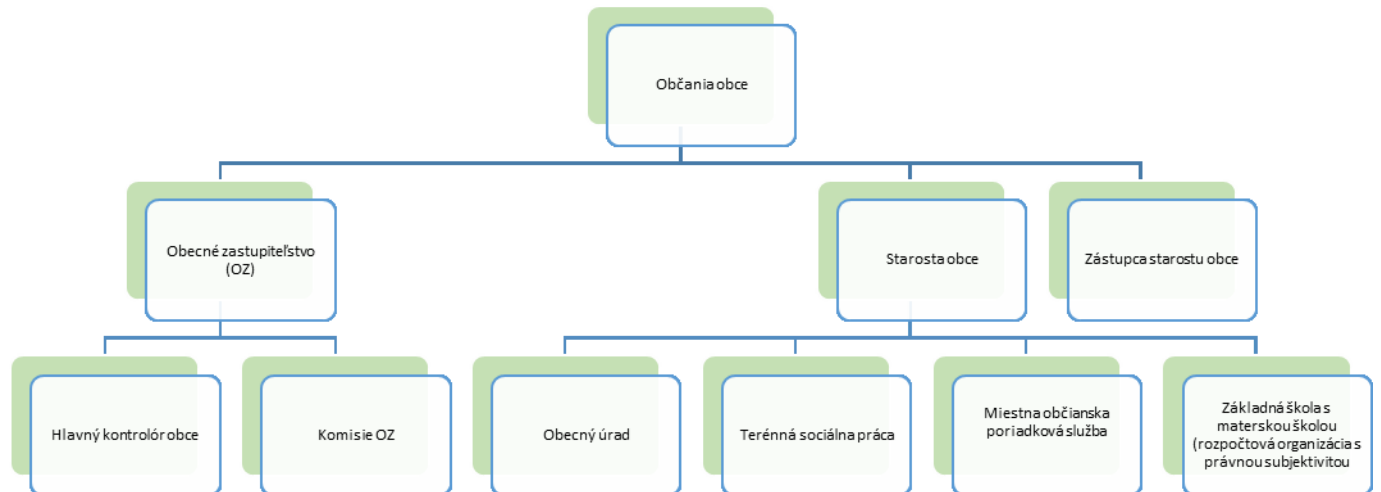 Občania obce
Obecné zastupiteľstvo
(OZ)
Starosta obce
Zástupca starostu obce
Hlavný kontrolór obce
Komisie OZ
Obecný úrad
Terénná sociálna práca
Miestna občianska
poriadková služba
Základná škola s
materskou školou
(rozpočtová organizácia s
právnou subjektivitou